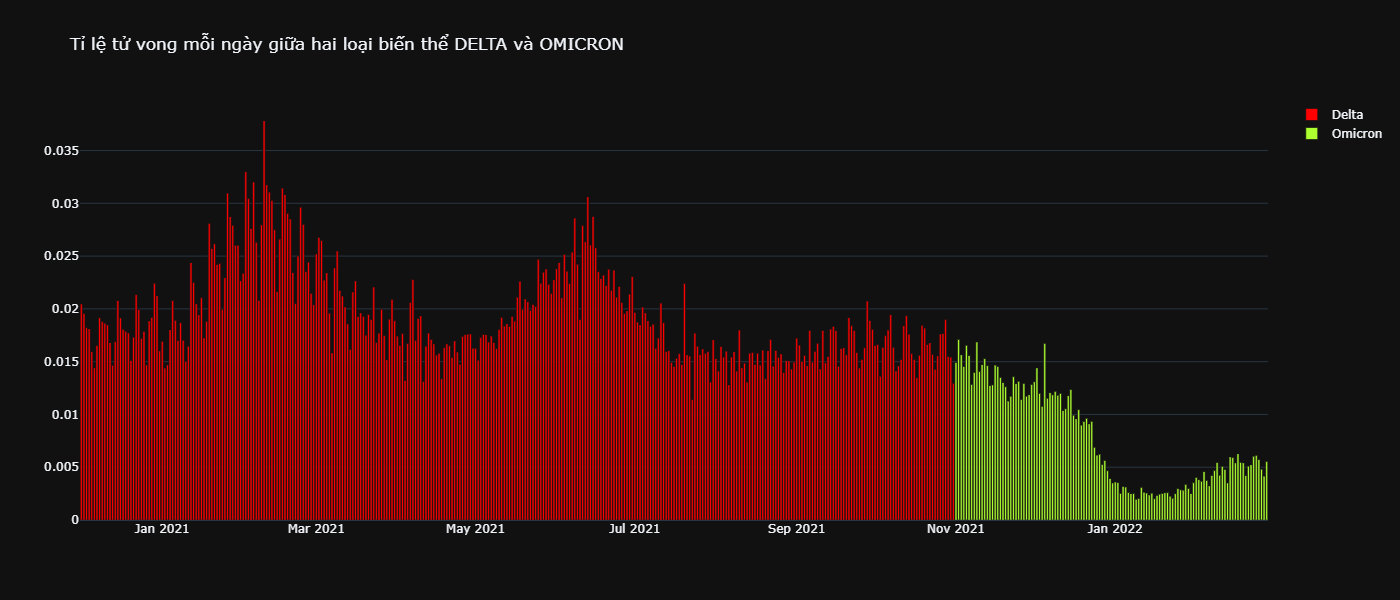 Tỉ lệ tử vong mỗi ngày giữa hai loại biến thể DELTA và OMICRON
Delta
Omicron
0.035
0.03
0.025
0.02
0.015
0.01
0.005
0
Jan 2021 Mar 2021 May 2021 Jul 2021 Sep 2021 Nov 2021 Jan 2022